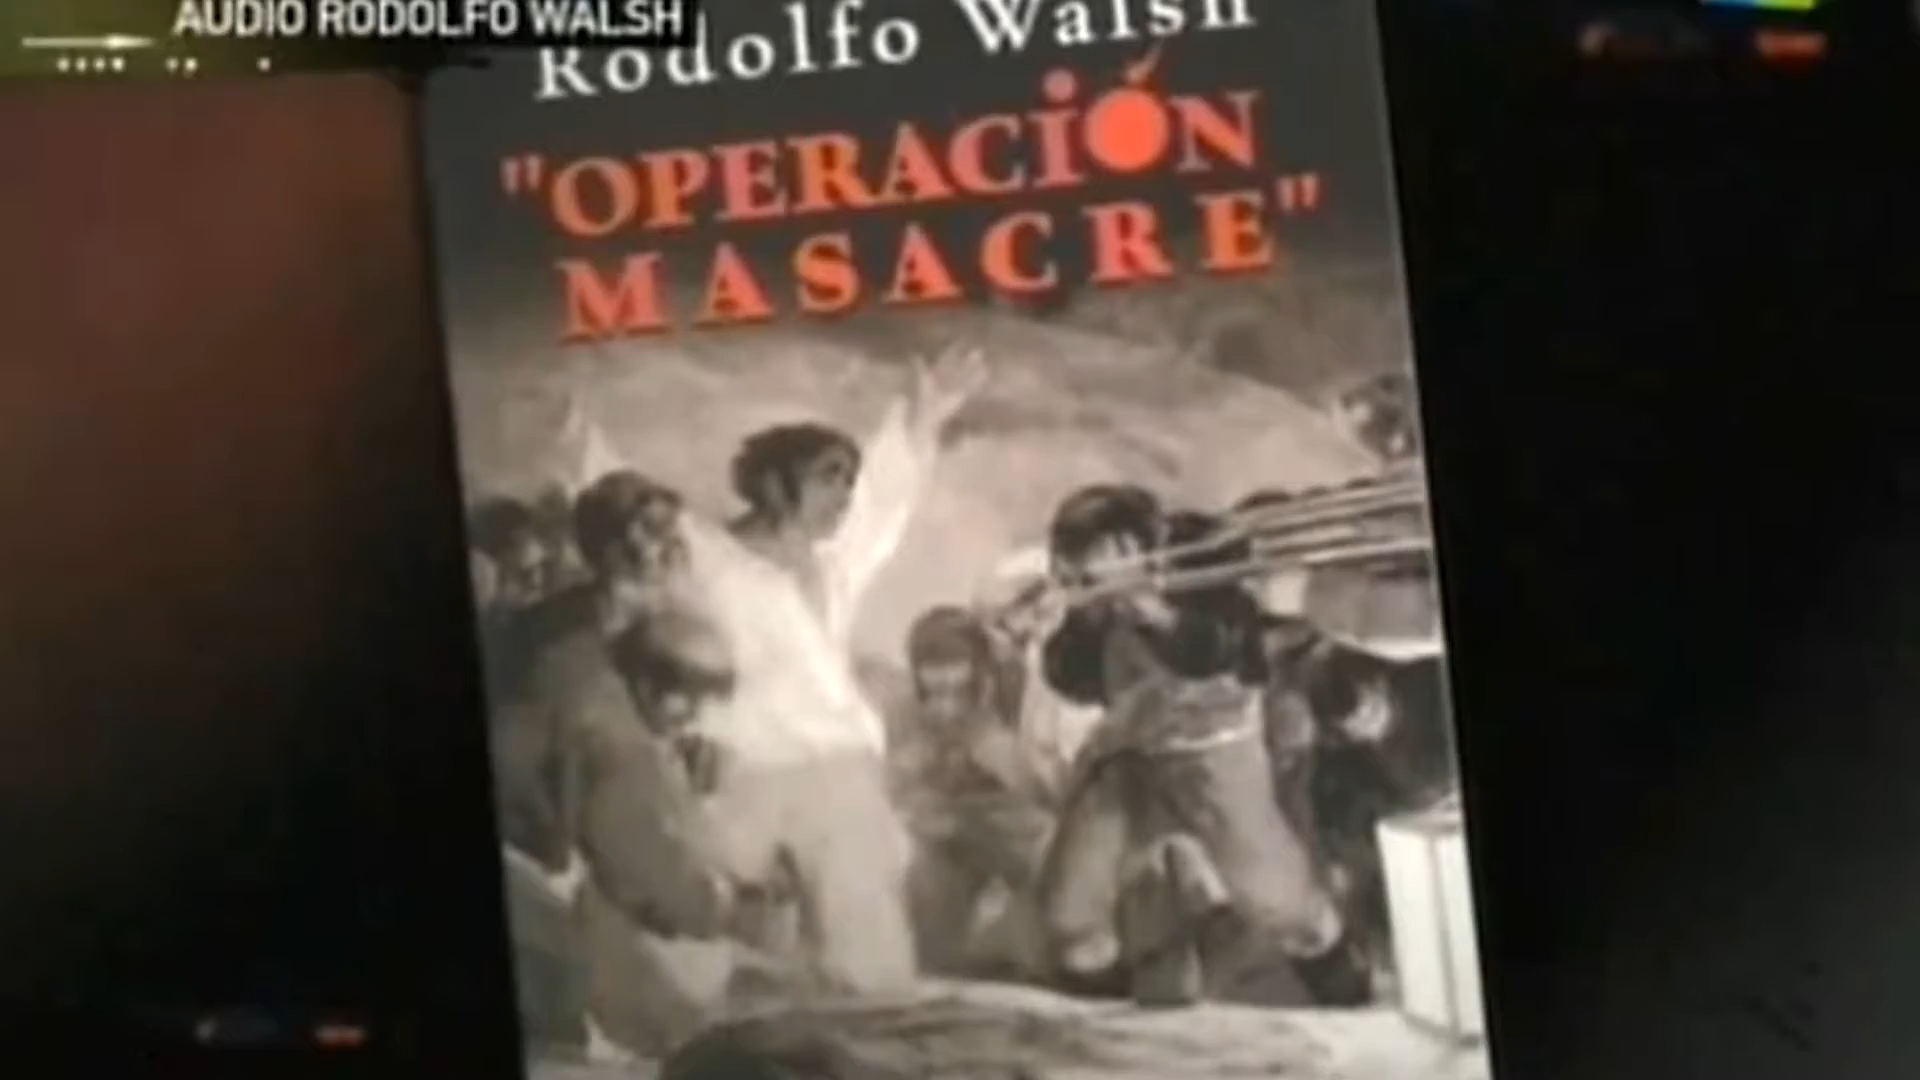 AUDIO RODOLFO WALSH
Rodolfo Walsh
"OPERACIÓN
MASACRE"